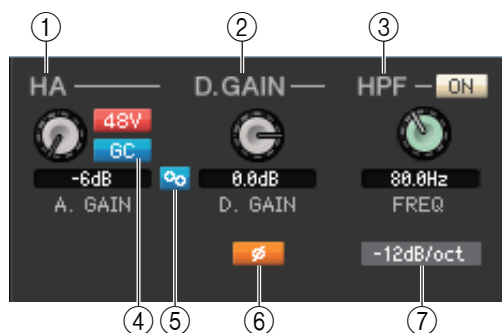 ① ② ③
HA D.GAIN HPF ON
48V
GC
-6dB 0.0dB 80.0Hz
A. GAIN D. GAIN FREQ
ø -12dB/oct
④ ⑤ ⑥ ⑦